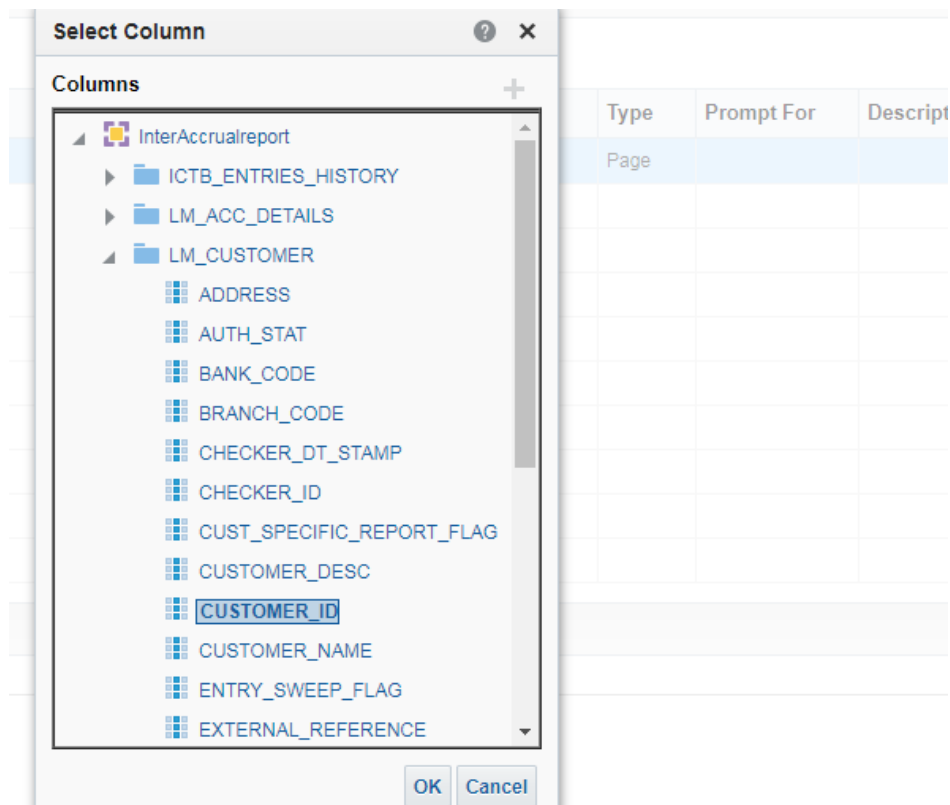 Select Column
Columns
InterAccrualreport
ICTB_ENTRIES_HISTORY
LM_ACC_DETAILS
LM_CUSTOMER
ADDRESS
AUTH_STAT
BANK_CODE
BRANCH_CODE
CHECKER_DT_STAMP
CHECKER_ID
CUST_SPECIFIC_REPORT_FLAG
CUSTOMER_DESC
CUSTOMER_ID
CUSTOMER_NAME
ENTRY_SWEEP_FLAG
EXTERNAL_REFERENCE
OK Cancel
Type Prompt For Descript
Page